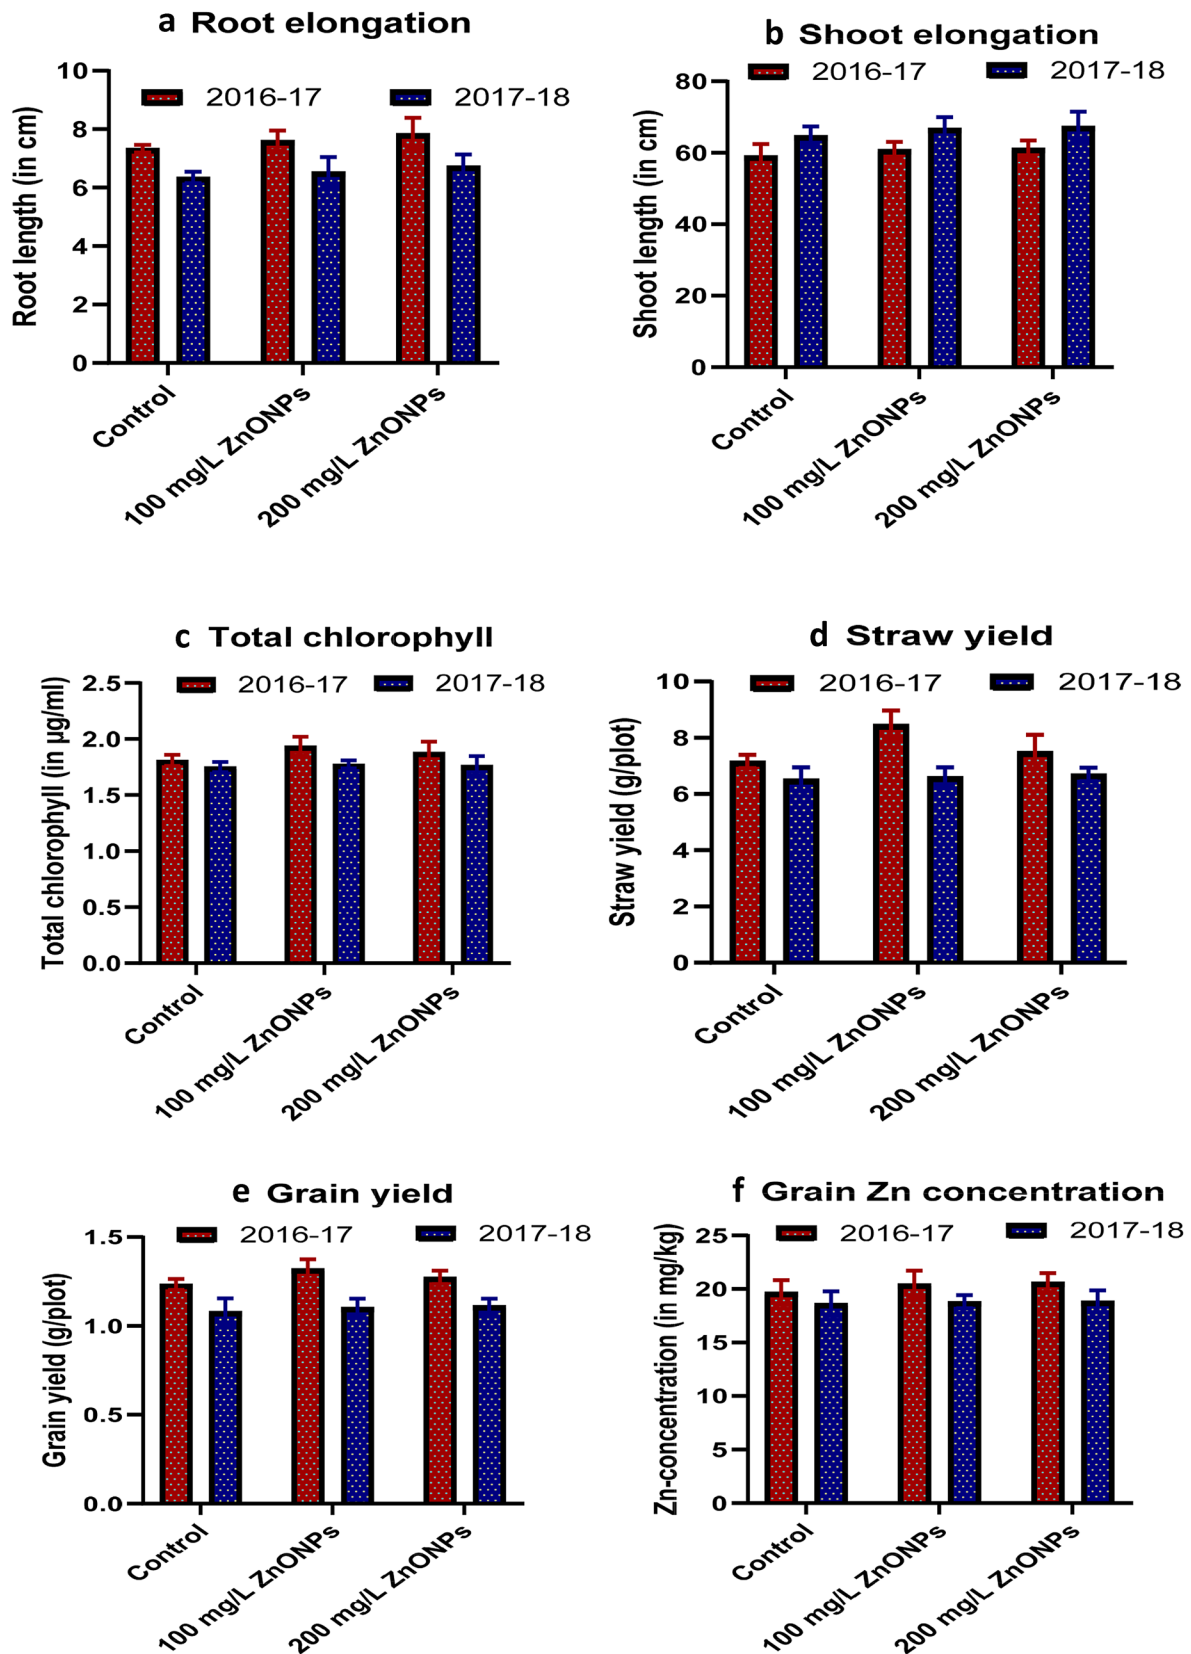 a Root elongation
10
8
6
4
2
0
Root length (in cm)
2016-17
2017-18
Control
100 mg/L ZnONPs
200 mg/L ZnONPs
b Shoot elongation
80
60
40
20
0
Shoot length (in cm)
2016-17
2017-18
Control
100 mg/L ZnONPs
200 mg/L ZnONPs
c Total chlorophyll
2.5
2.0
1.5
1.0
0.5
0.0
Total chlorophyll (in µg/ml)
2016-17
2017-18
Control
100 mg/L ZnONPs
200 mg/L ZnONPs
d Straw yield
10
8
6
4
2
0
Straw yield (g/plot)
2016-17
2017-18
Control
100 mg/L ZnONPs
200 mg/L ZnONPs
e Grain yield
1.5
1.0
0.5
0.0
Grain yield (g/plot)
2016-17
2017-18
Control
100 mg/L ZnONPs
200 mg/L ZnONPs
f Grain Zn concentration
25
20
15
10
5
0
Zn-concentration (in mg/kg)
2016-17
2017-18
Control
100 mg/L ZnONPs
200 mg/L ZnONPs